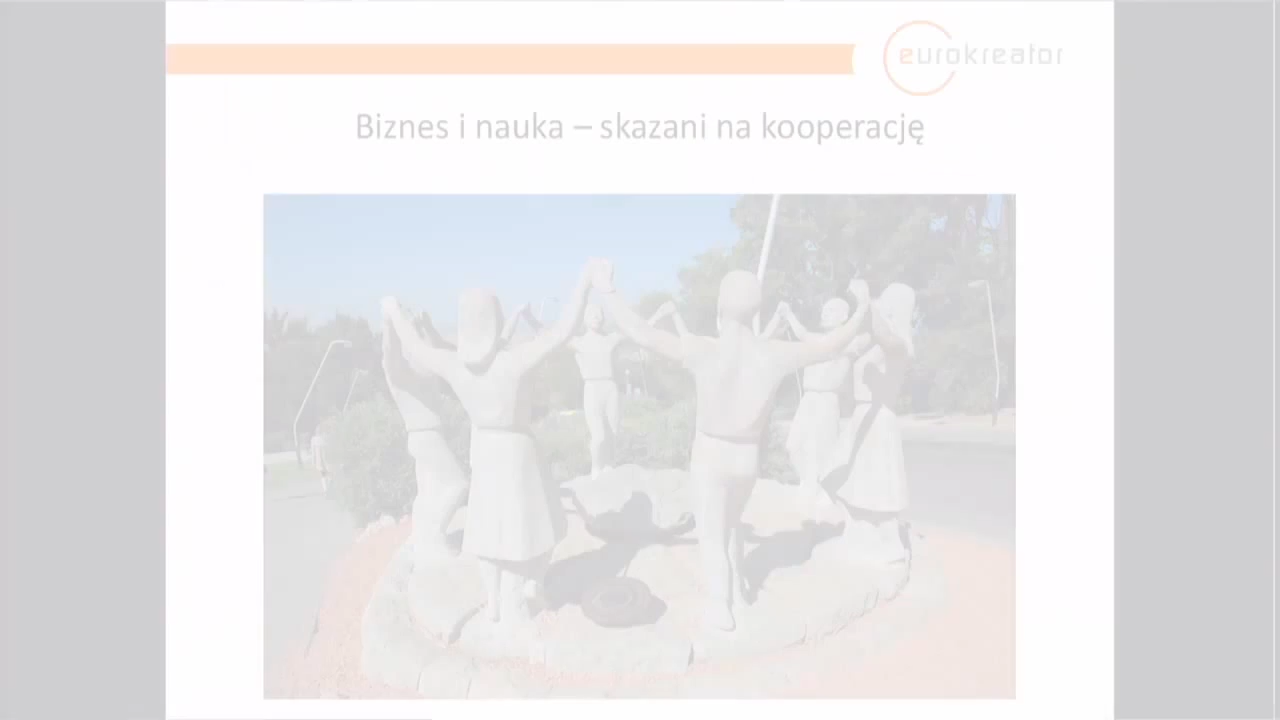 eurokreator
Biznes i nauka – skazani na kooperację